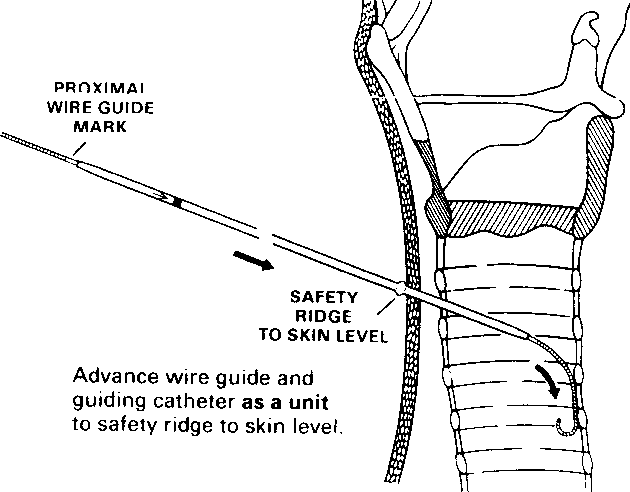 PROXIMAL
WIRE GUIDE
MARK
SAFETY
RIDGE
TO SKIN LEVEL
Advance wire guide and
guiding catheter as a unit
to safety ridge to skin level.